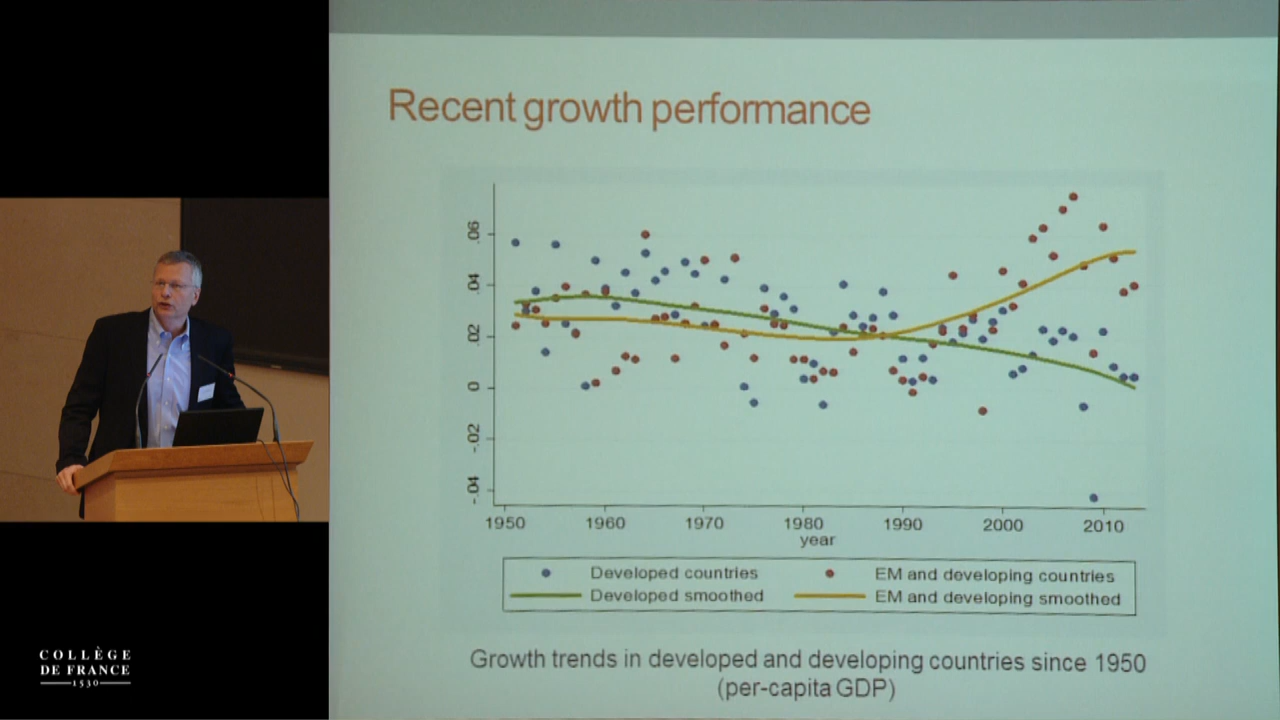 Recent growth performance
.06
.04
.02
0
-.02
-.04
1950 1960 1970 1980 1990 2000 2010
year
Developed countries EM and developing countries
Developed smoothed EM and developing smoothed
Growth trends in developed and developing countries since 1950
(per-capita GDP)
COLLÈGE
DE FRANCE
1530